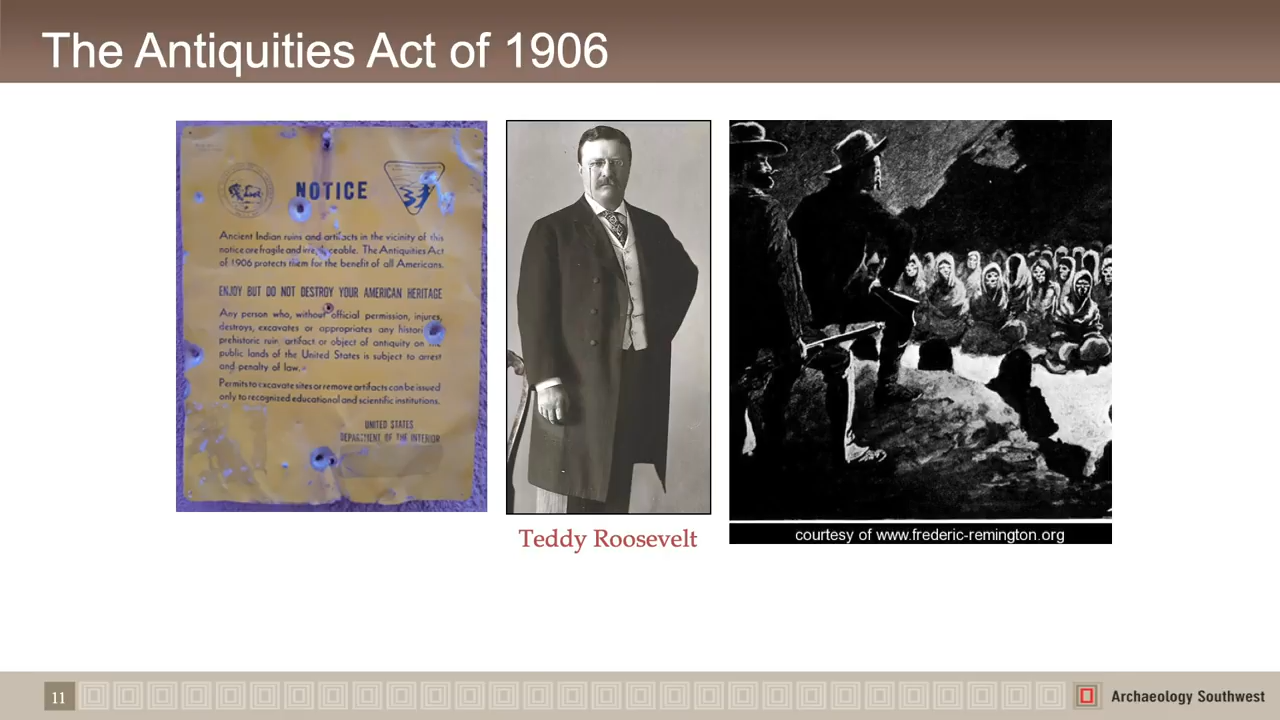 The Antiquities Act of 1906
NOTICE
Ancient Indian ruins and artifacts in the vicinity of this
notice are fragile and irreplaceable. The Antiquities Act
of 1906 protects them for the benefit of all Americans.
ENJOY BUT DO NOT DESTROY YOUR AMERICAN HERITAGE
Any person who, without official permission, injures,
destroys, excavates or appropriates any historic
prehistoric ruin, artifact or object of antiquity on
public lands of the United States is subject to arrest
and penalty of law.
Permits to excavate sites or remove artifacts can be issued
only to recognized educational and scientific institutions.
UNITED STATES
DEPARTMENT OF THE INTERIOR
Teddy Roosevelt
courtesy of www.frederic-remington.org
11
Archaeology Southwest